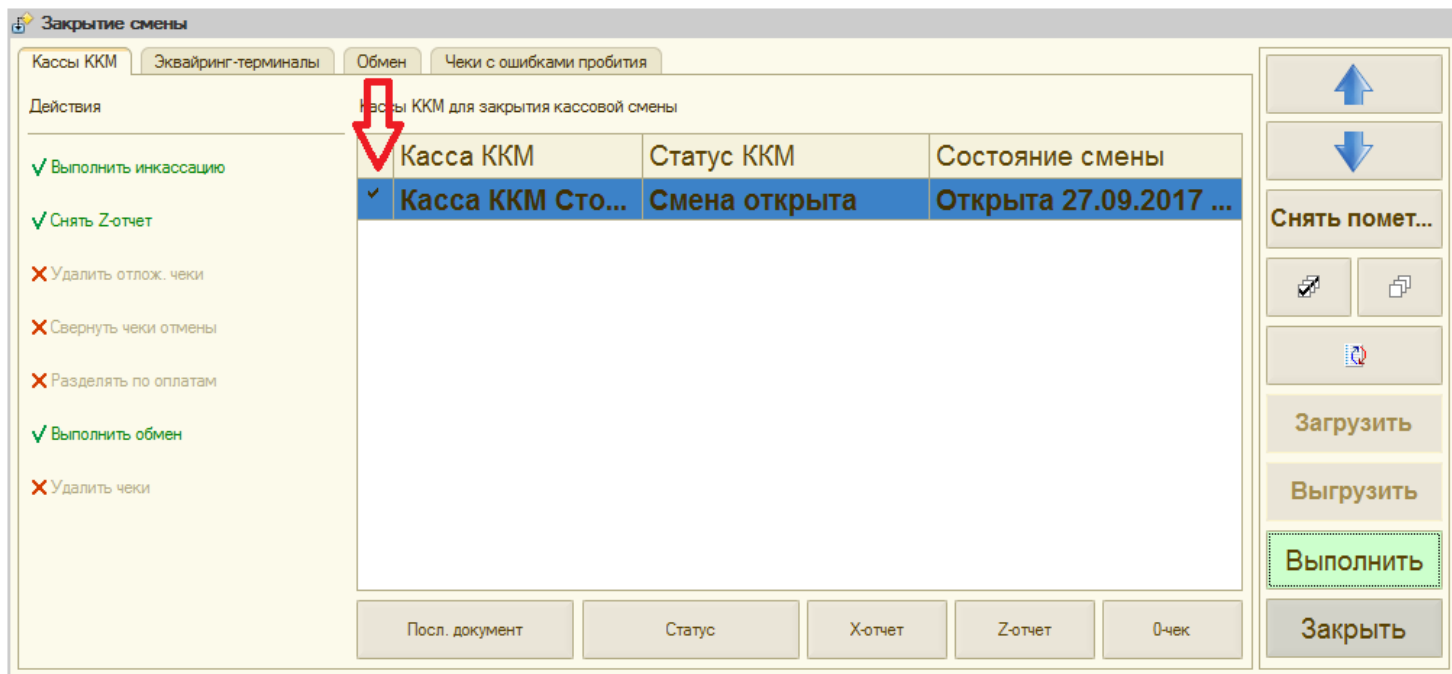 Закрытие смены
Кассы ККМ
Эквайринг-терминалы
Обмен
Чеки с ошибками пробития
Действия
Кассы ККМ для закрытия кассовой смены
Выполнить инкассацию
Снять Z-отчет
Удалить отлож. чеки
Свернуть чеки отмены
Разделять по оплатам
Выполнить обмен
Удалить чеки
Касса ККМ
Статус ККМ
Состояние смены
Касса ККМ Сто...
Смена открыта
Открыта 27.09.2017 ...
Посл. документ
Статус
X-отчет
Z-отчет
0-чек
Снять помет...
Загрузить
Выгрузить
Выполнить
Закрыть